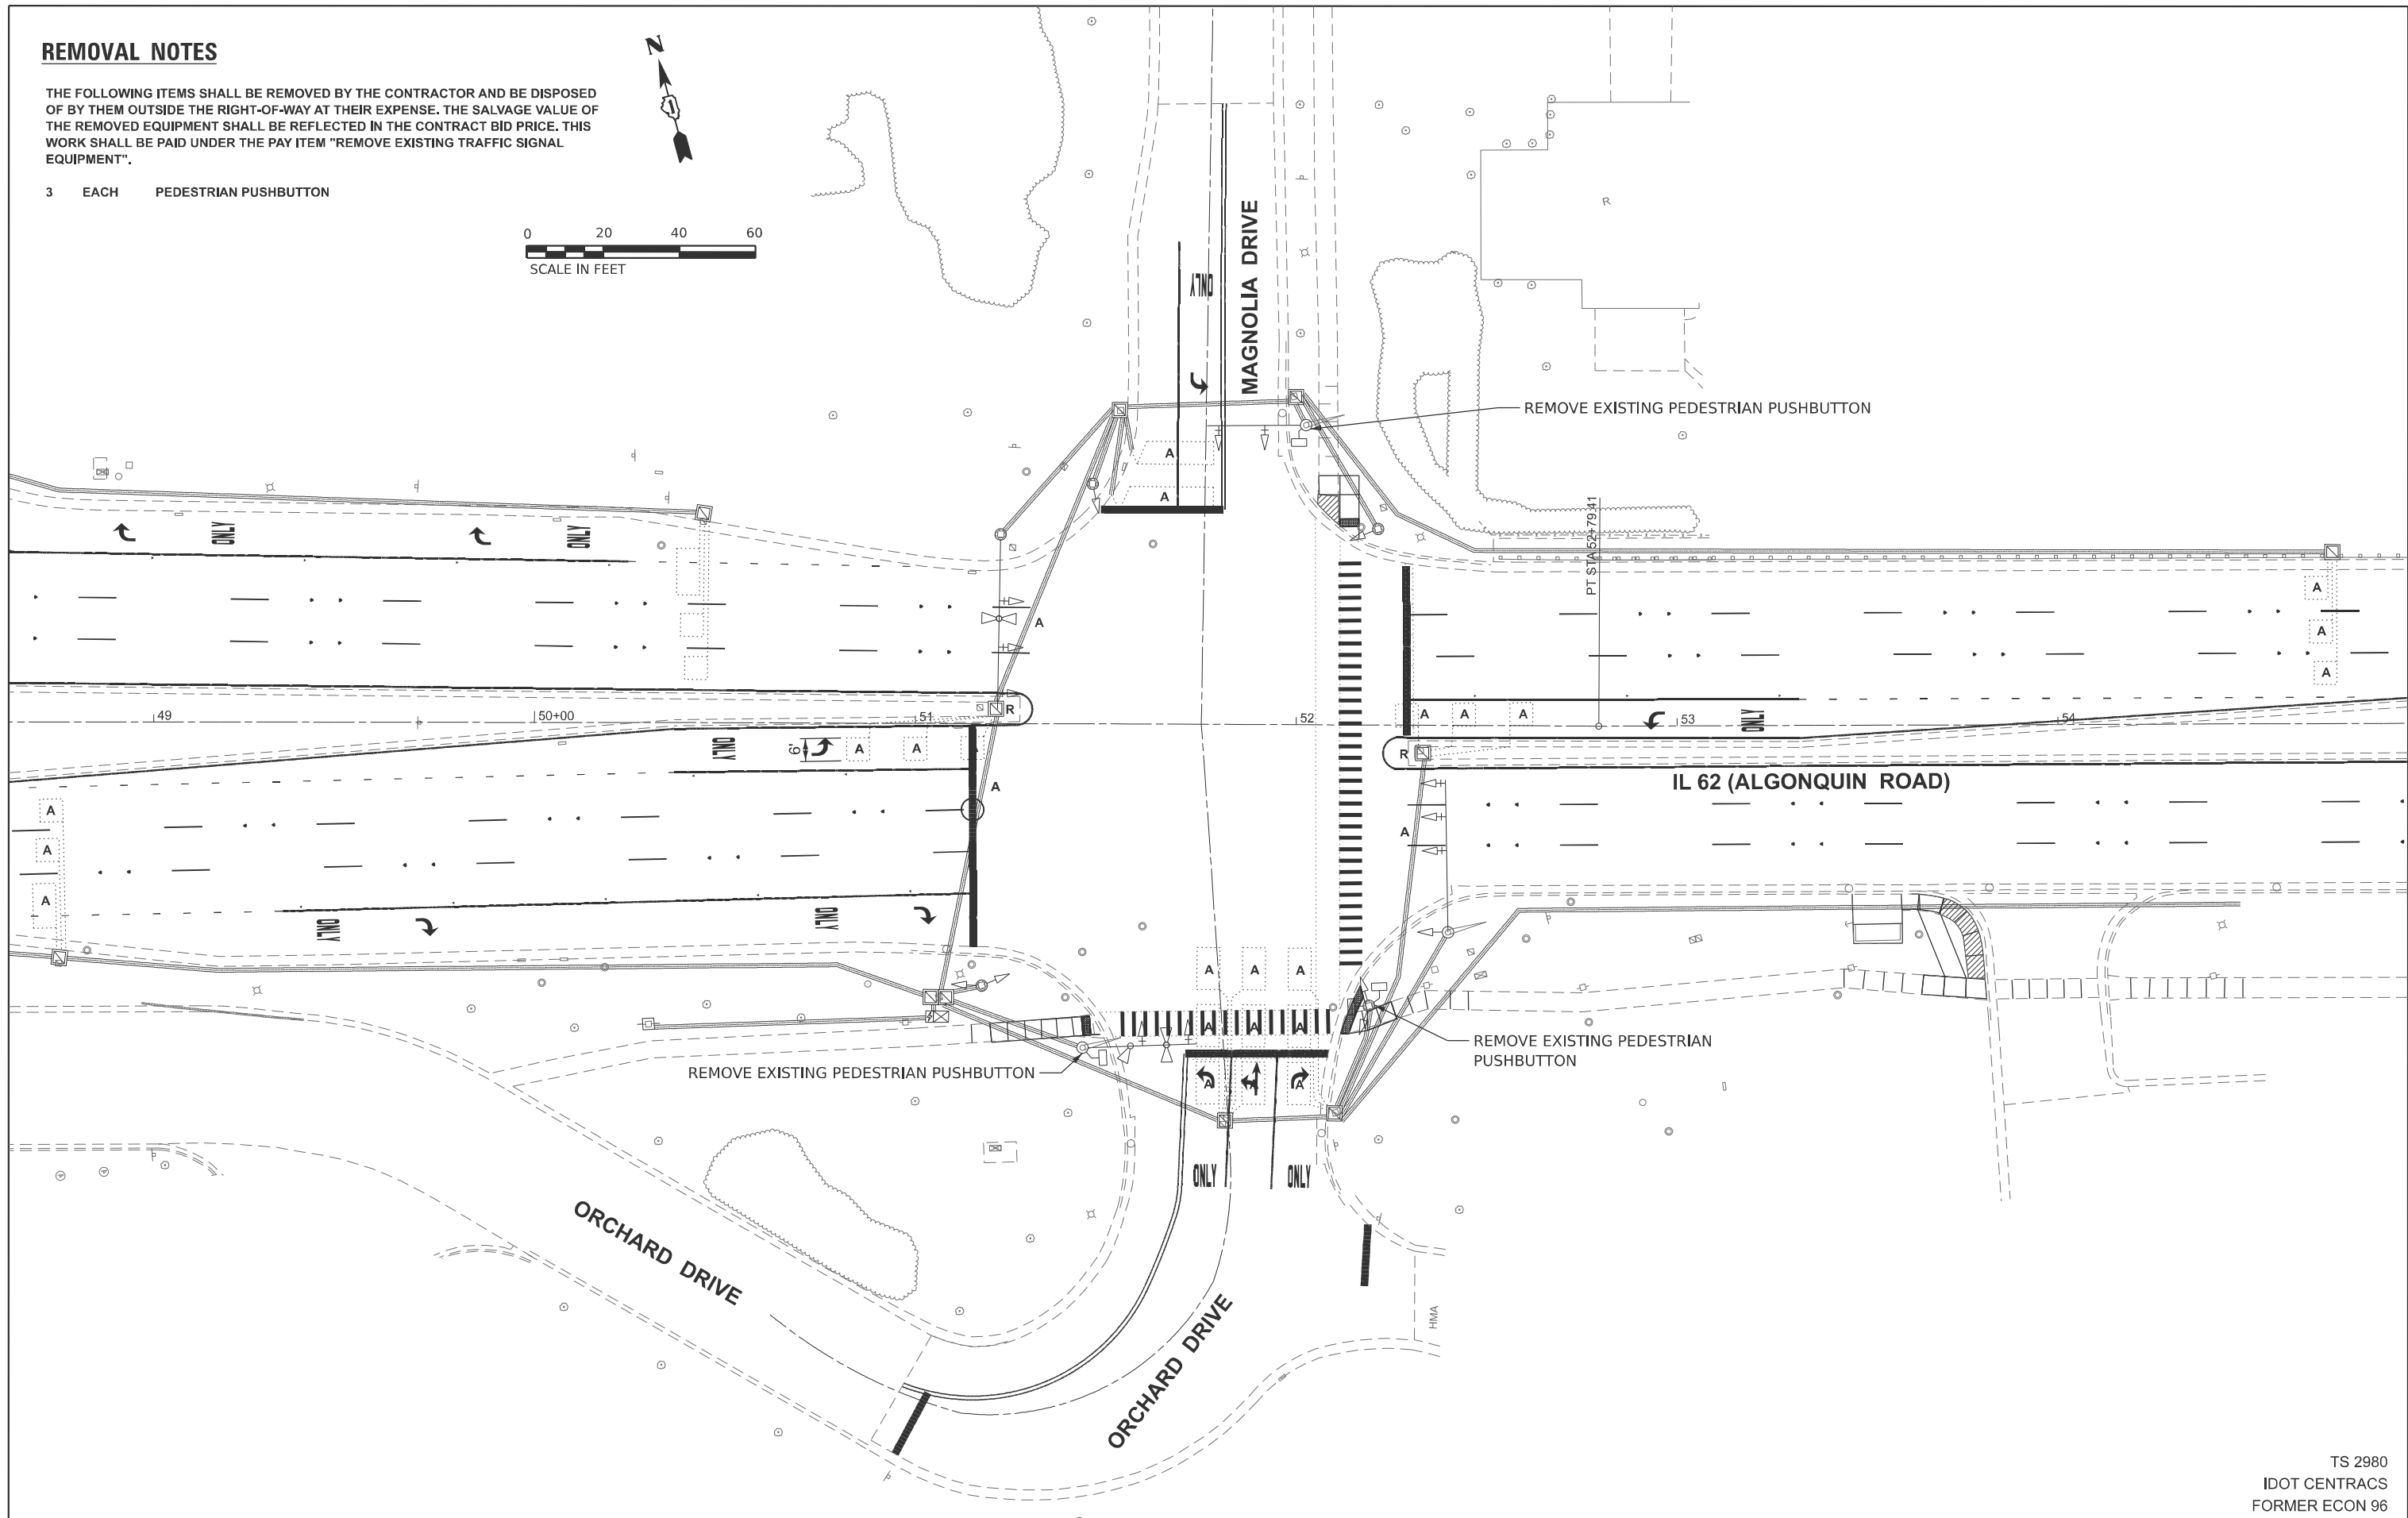 REMOVAL NOTES
THE FOLLOWING ITEMS SHALL BE REMOVED BY THE CONTRACTOR AND BE DISPOSED
OF BY THEM OUTSIDE THE RIGHT-OF-WAY AT THEIR EXPENSE. THE SALVAGE VALUE OF
THE REMOVED EQUIPMENT SHALL BE REFLECTED IN THE CONTRACT BID PRICE. THIS
WORK SHALL BE PAID UNDER THE PAY ITEM "REMOVE EXISTING TRAFFIC SIGNAL
EQUIPMENT".
3 EACH PEDESTRIAN PUSHBUTTON
N
0 20 40 60
SCALE IN FEET
R
ONLY
MAGNOLIA DRIVE
REMOVE EXISTING PEDESTRIAN PUSHBUTTON
A
A
PT STA 52+79.41
ONLY
ONLY
A
A
A
A
R
49
50+00
51
52
53
54
A
A
A
ONLY
ONLY
6
A
A
A
R
IL 62 (ALGONQUIN ROAD)
A
A
A
A
A
ONLY
ONLY
A
A
A
A
A
A
REMOVE EXISTING PEDESTRIAN
PUSHBUTTON
REMOVE EXISTING PEDESTRIAN PUSHBUTTON
A
A
A
ONLY
ONLY
ORCHARD DRIVE
ORCHARD DRIVE
HMA
TS 2980
IDOT CENTRACS
FORMER ECON 96